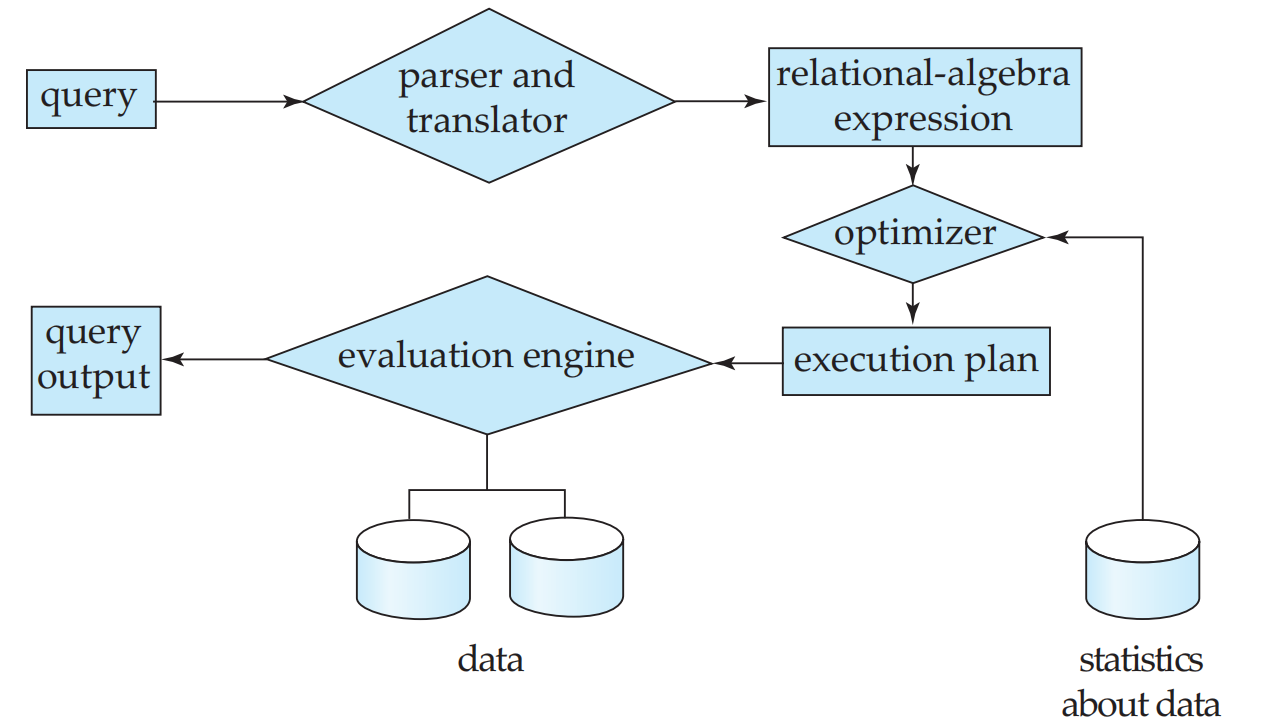 query
parser and
translator
relational-algebra
expression
optimizer
query
output
evaluation engine
execution plan
data
statistics
about data